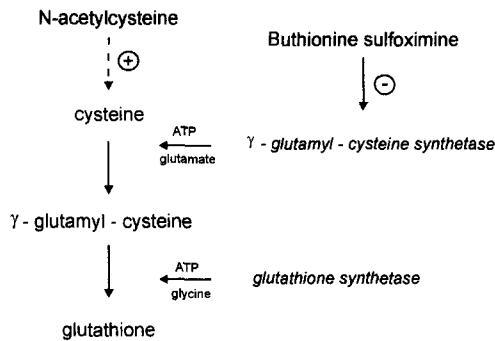 N-acetylcysteine
Buthionine sulfoximine
+
-
cysteine
ATP
glutamate
γ - glutamyl - cysteine synthetase
γ - glutamyl - cysteine
ATP
glycine
glutathione synthetase
glutathione